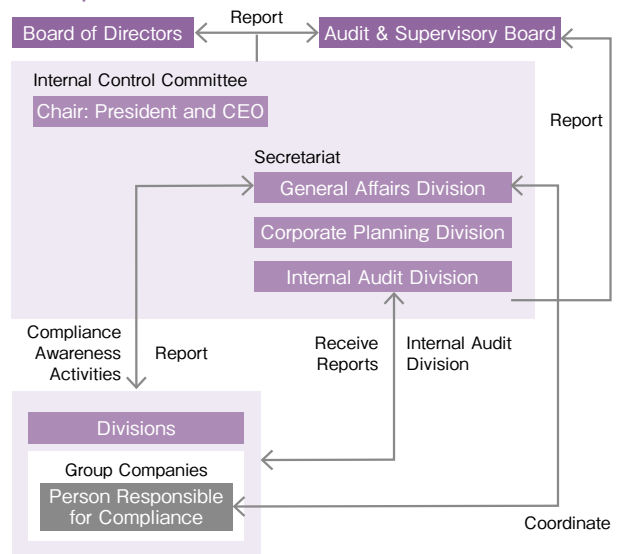 Report
Board of Directors
Audit & Supervisory Board
Internal Control Committee
Chair: President and CEO
Report
Secretariat
General Affairs Division
Corporate Planning Division
Internal Audit Division
Compliance
Awareness
Activities
Report
Receive
Reports
Internal Audit
Division
Divisions
Group Companies
Person Responsible
for Compliance
Coordinate